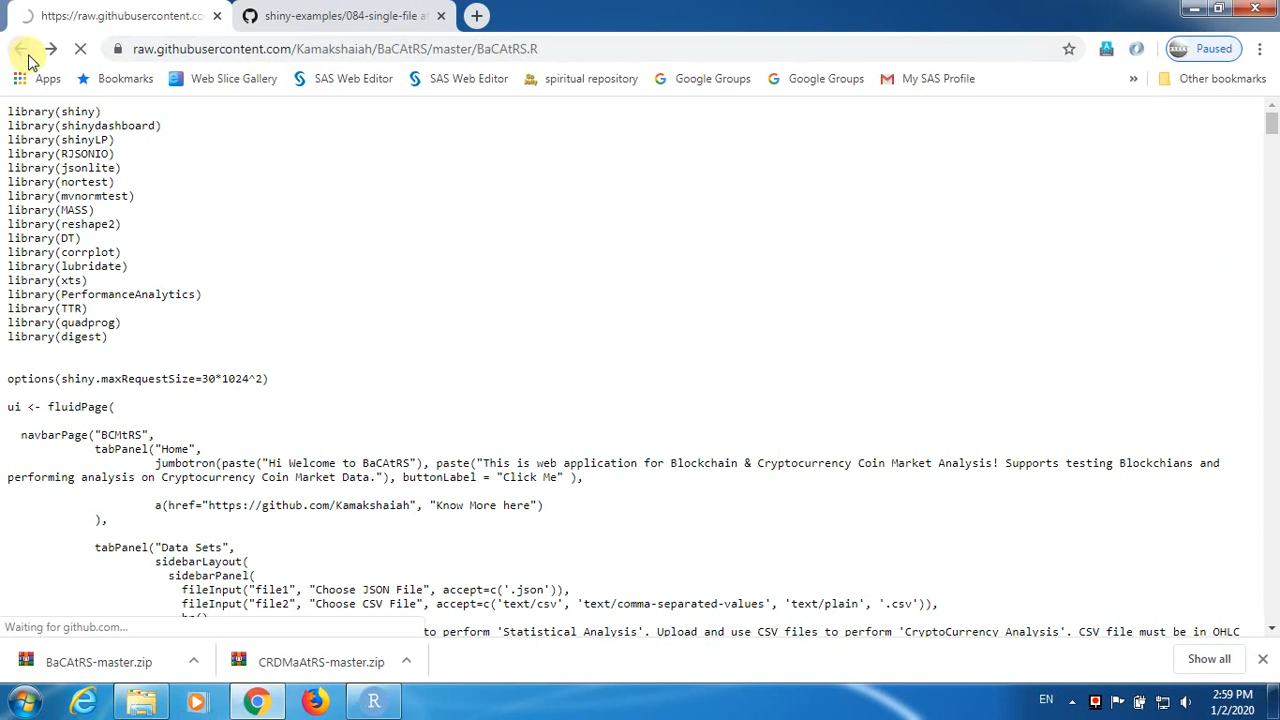 https://raw.githubusercontent.co
shiny-examples/084-single-file at
raw.githubusercontent.com/Kamakshaiah/BaCAtRS/master/BaCAtRS.R
Paused
Apps
Bookmarks
Web Slice Gallery
SAS Web Editor
SAS Web Editor
spiritual repository
Google Groups
Google Groups
My SAS Profile
»
Other bookmarks
library(shiny)
library(shinydashboard)
library(shinyLP)
library(RJSONIO)
library(jsonlite)
library(nortest)
library(mvnormtest)
library(MASS)
library(reshape2)
library(DT)
library(corrplot)
library(lubridate)
library(xts)
library(PerformanceAnalytics)
library(TTR)
library(quadprog)
library(digest)
options(shiny.maxRequestSize=30*1024^2)
ui <- fluidPage(
navbarPage("BCMtRS",
tabPanel("Home",
jumbotron(paste("Hi Welcome to BaCAtRS"), paste("This is web application for Blockchain & Cryptocurrency Coin Market Analysis! Supports testing Blockchians and
performing analysis on Cryptocurrency Coin Market Data."), buttonLabel = "Click Me" ),
a(href="https://github.com/Kamakshaiah", "Know More here")
),
tabPanel("Data Sets",
sidebarLayout(
sidebarPanel(
fileInput("file1", "Choose JSON File", accept=c('.json')),
fileInput("file2", "Choose CSV File", accept=c('text/csv', 'text/comma-separated-values', 'text/plain', '.csv')),
Waiting for github.com...
to perform 'Statistical Analysis'. Upload and use CSV files to perform 'CryptoCurrency Analysis'. CSV file must be in OHLC
BaCAtRS-master.zip
CRDMaAtRS-master.zip
Show all
EN
2:59 PM
1/2/2020